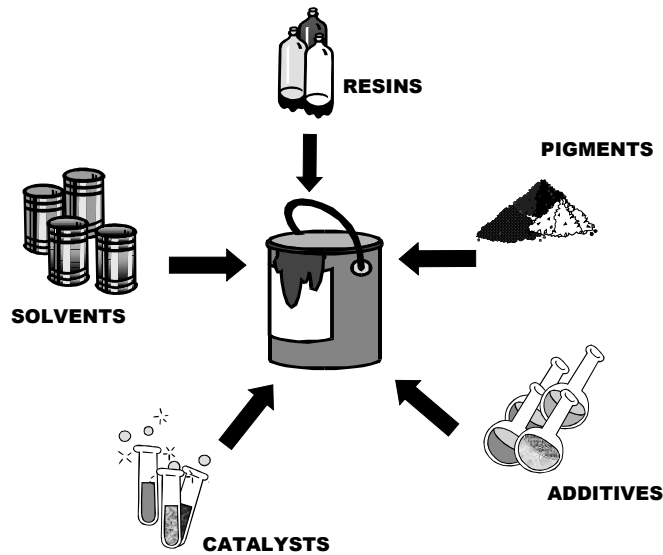 RESINS
PIGMENTS
SOLVENTS
ADDITIVES
CATALYSTS